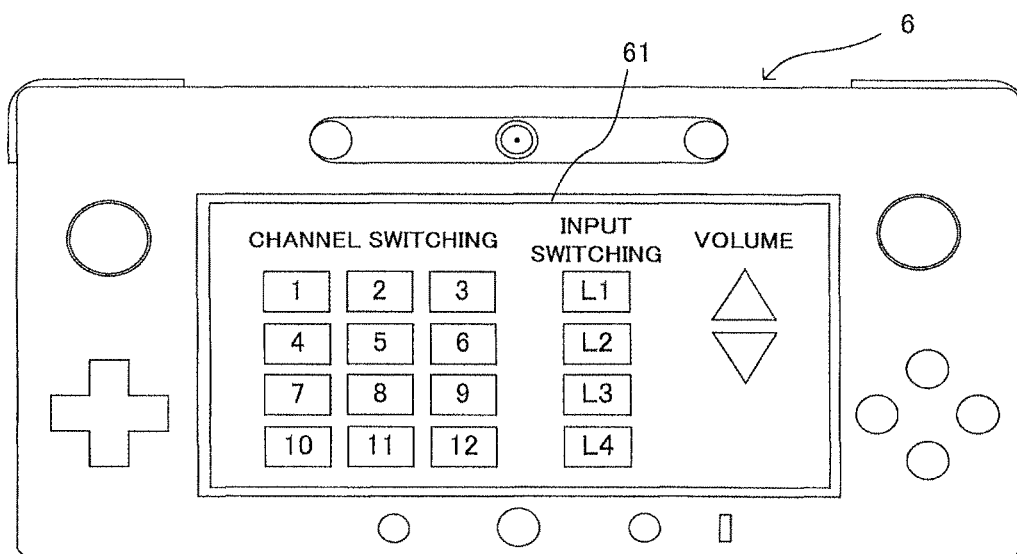 6
61
CHANNEL SWITCHING
INPUT
SWITCHING
VOLUME
1 2 3
4 5 6
7 8 9
10 11 12
L1
L2
L3
L4